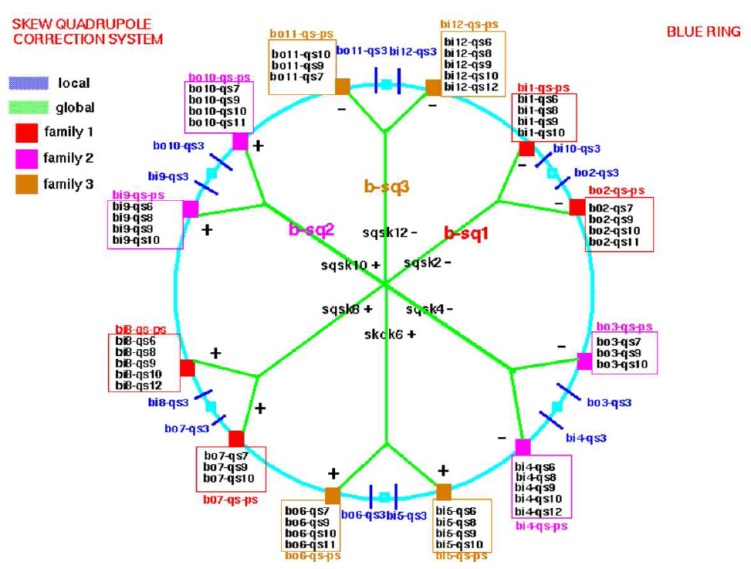 SKEW QUADRUPOLE
CORRECTION SYSTEM
BLUE RING
local
global
family 1
family 2
family 3
bo11-qs-ps
bo11-qs10
bo11-qs9
bo11-qs7
bo11-qs3
bi12-qs3
bi12-qs-ps
bi12-qs6
bi12-qs8
bi12-qs9
bi12-qs10
bi12-qs12
bo10-qs-ps
bo10-qs7
bo10-qs9
bo10-qs10
bo10-qs11
bi1-qs-ps
bi1-qs6
bi1-qs8
bi1-qs9
bi1-qs10
-
-
+
-
bo10-qs3
bi10-qs3
bi9-qs3
bo2-qs3
bi9-qs-ps
bi9-qs6
bi9-qs8
bi9-qs9
bi9-qs10
+
bo2-qs-ps
b02-qs7
bo2-qs9
bo2-qs10
bo2-qs11
-
b-sq3
b-sq2
b-sq1
sqsk12 -
sqsk10 +
sqsk2 -
sqsk8 +
sqsk4 -
skqk6 +
bi8-qs-ps
bi8-qs6
bi8-qs8
bi8-qs9
bi8-qs10
bi8-qs12
+
bo3-qs-ps
bo3-qs7
bo3-qs9
bo3-qs10
-
bi8-qs3
bo7-qs3
bo3-qs3
bi4-qs3
+
-
bo7-qs7
bo7-qs9
bo7-qs10
b07-qs-ps
bi4-qs6
bi4-qs8
bi4-qs9
bi4-qs10
bi4-qs12
bi4-qs-ps
+
+
bo6-qs7
bo6-qs9
bo6-qs10
bo6-qs11
bo6-qs-ps
bo6-qs3
bi5-qs3
bi5-qs6
bi5-qs8
bi5-qs9
bi5-qs10
bi5-qs-ps